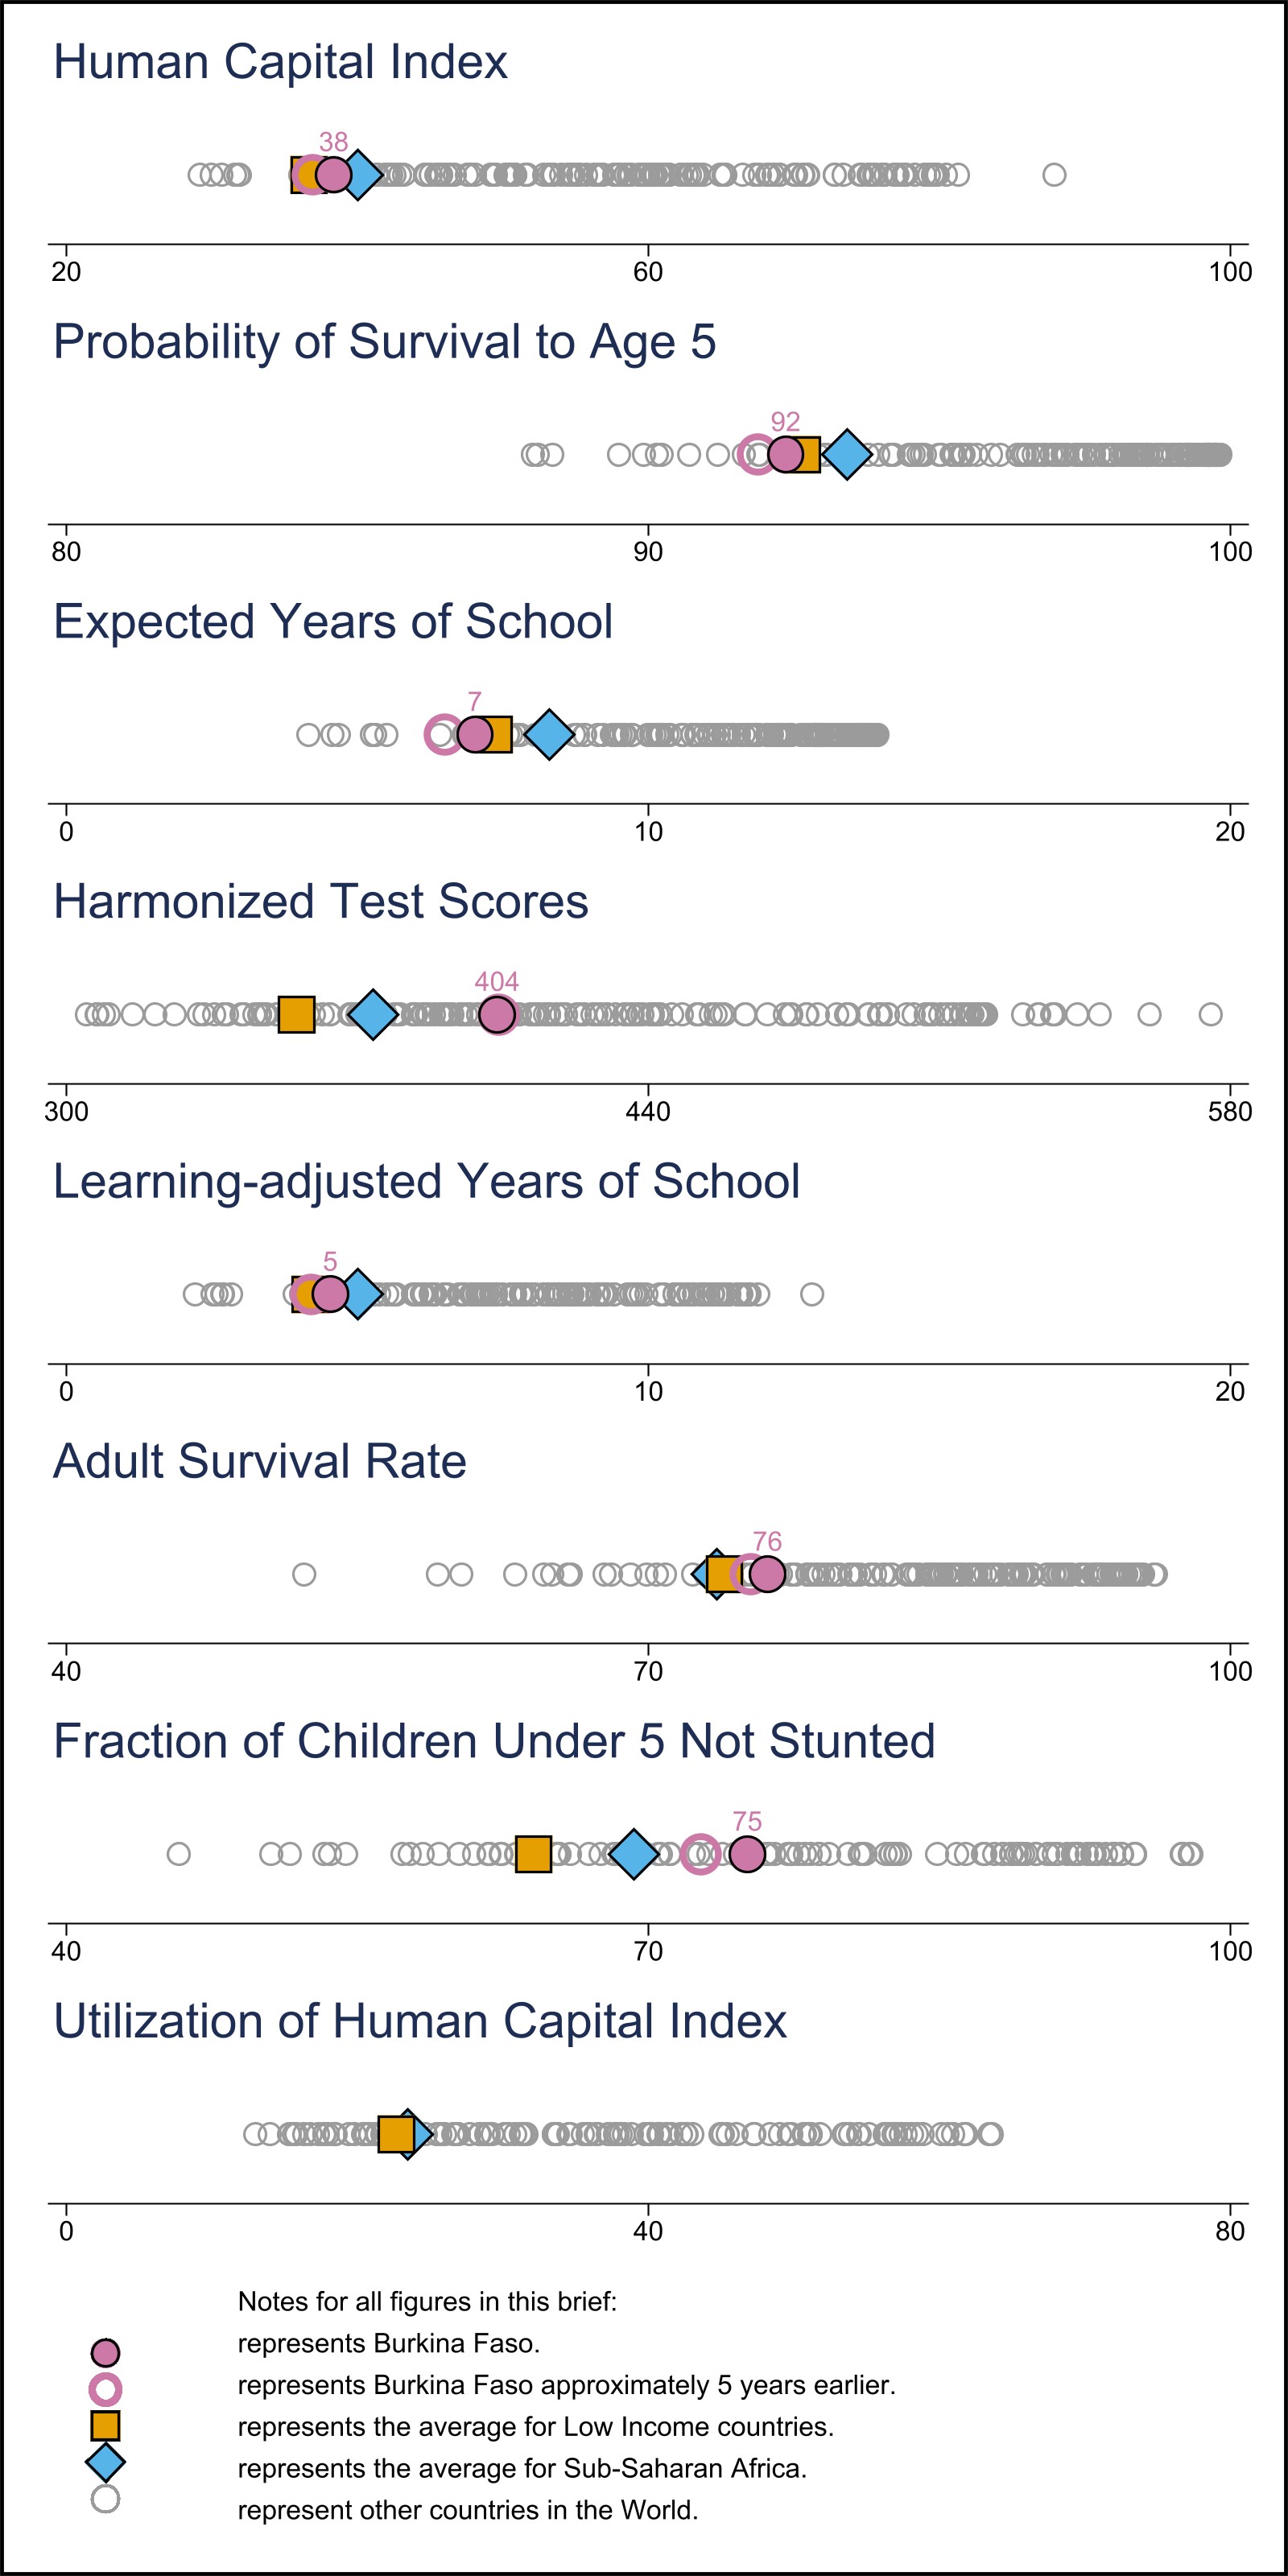 Human Capital Index
38
20 60 100
Probability of Survival to Age 5
92
80 90 100
Expected Years of School
7
0 10 20
Harmonized Test Scores
404
300 440 580
Learning-adjusted Years of School
5
0 10 20
Adult Survival Rate
76
40 70 100
Fraction of Children Under 5 Not Stunted
75
40 70 100
Utilization of Human Capital Index
0 40 80
Notes for all figures in this brief:
represents Burkina Faso.
represents Burkina Faso approximately 5 years earlier.
represents the average for Low Income countries.
represents the average for Sub-Saharan Africa.
represent other countries in the World.